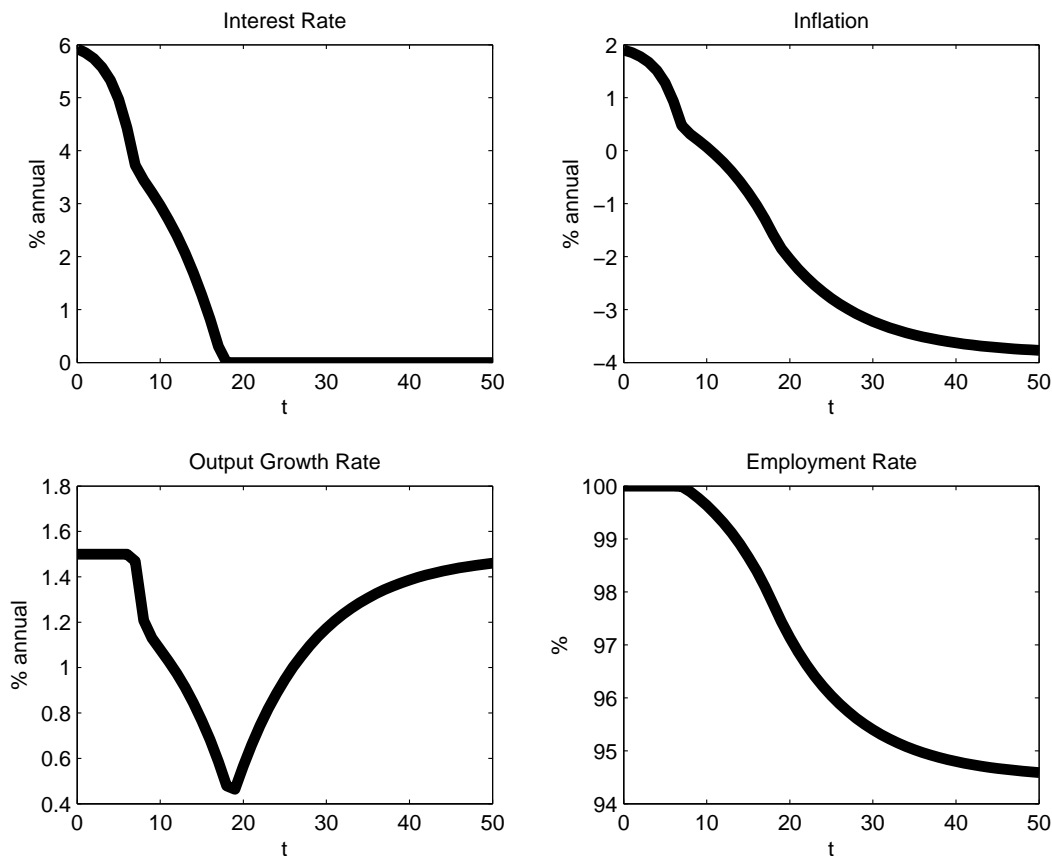 Interest Rate
6
5
4
3
2
1
0
% annual
0 10 20 30 40 50
t
Inflation
2
1
0
−1
−2
−3
−4
% annual
0 10 20 30 40 50
t
Output Growth Rate
1.8
1.6
1.4
1.2
1
0.8
0.6
0.4
% annual
0 10 20 30 40 50
t
Employment Rate
100
99
98
97
96
95
94
%
0 10 20 30 40 50
t